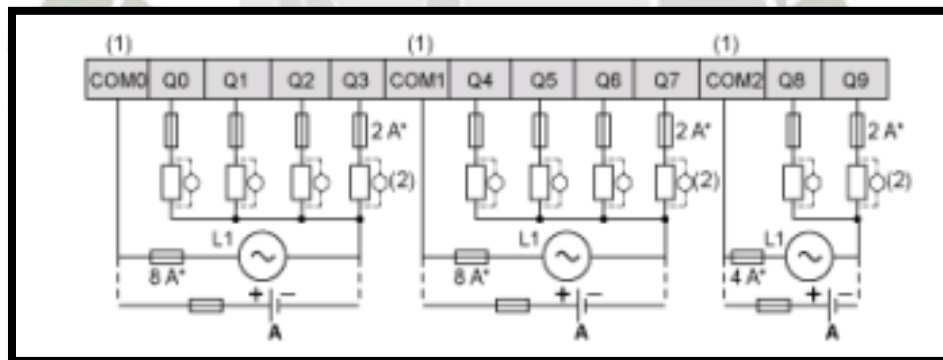 (1) (1) (1)
COM0 Q0 Q1 Q2 Q3 COM1 Q4 Q5 Q6 Q7 COM2 Q8 Q9
2 A* 2 A* 2 A*
(2) (2) (2)
L1 L1 L1
8 A* 8 A* 4 A*
+ − + − + −
A A A